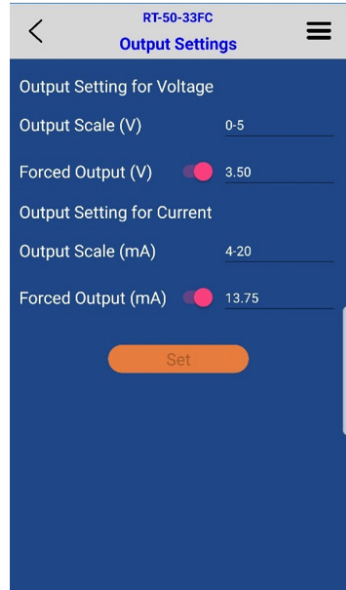 RT-50-33FC
Output Settings
Output Setting for Voltage
Output Scale (V) 0-5
Forced Output (V) 3.50
Output Setting for Current
Output Scale (mA) 4-20
Forced Output (mA) 13.75
Set